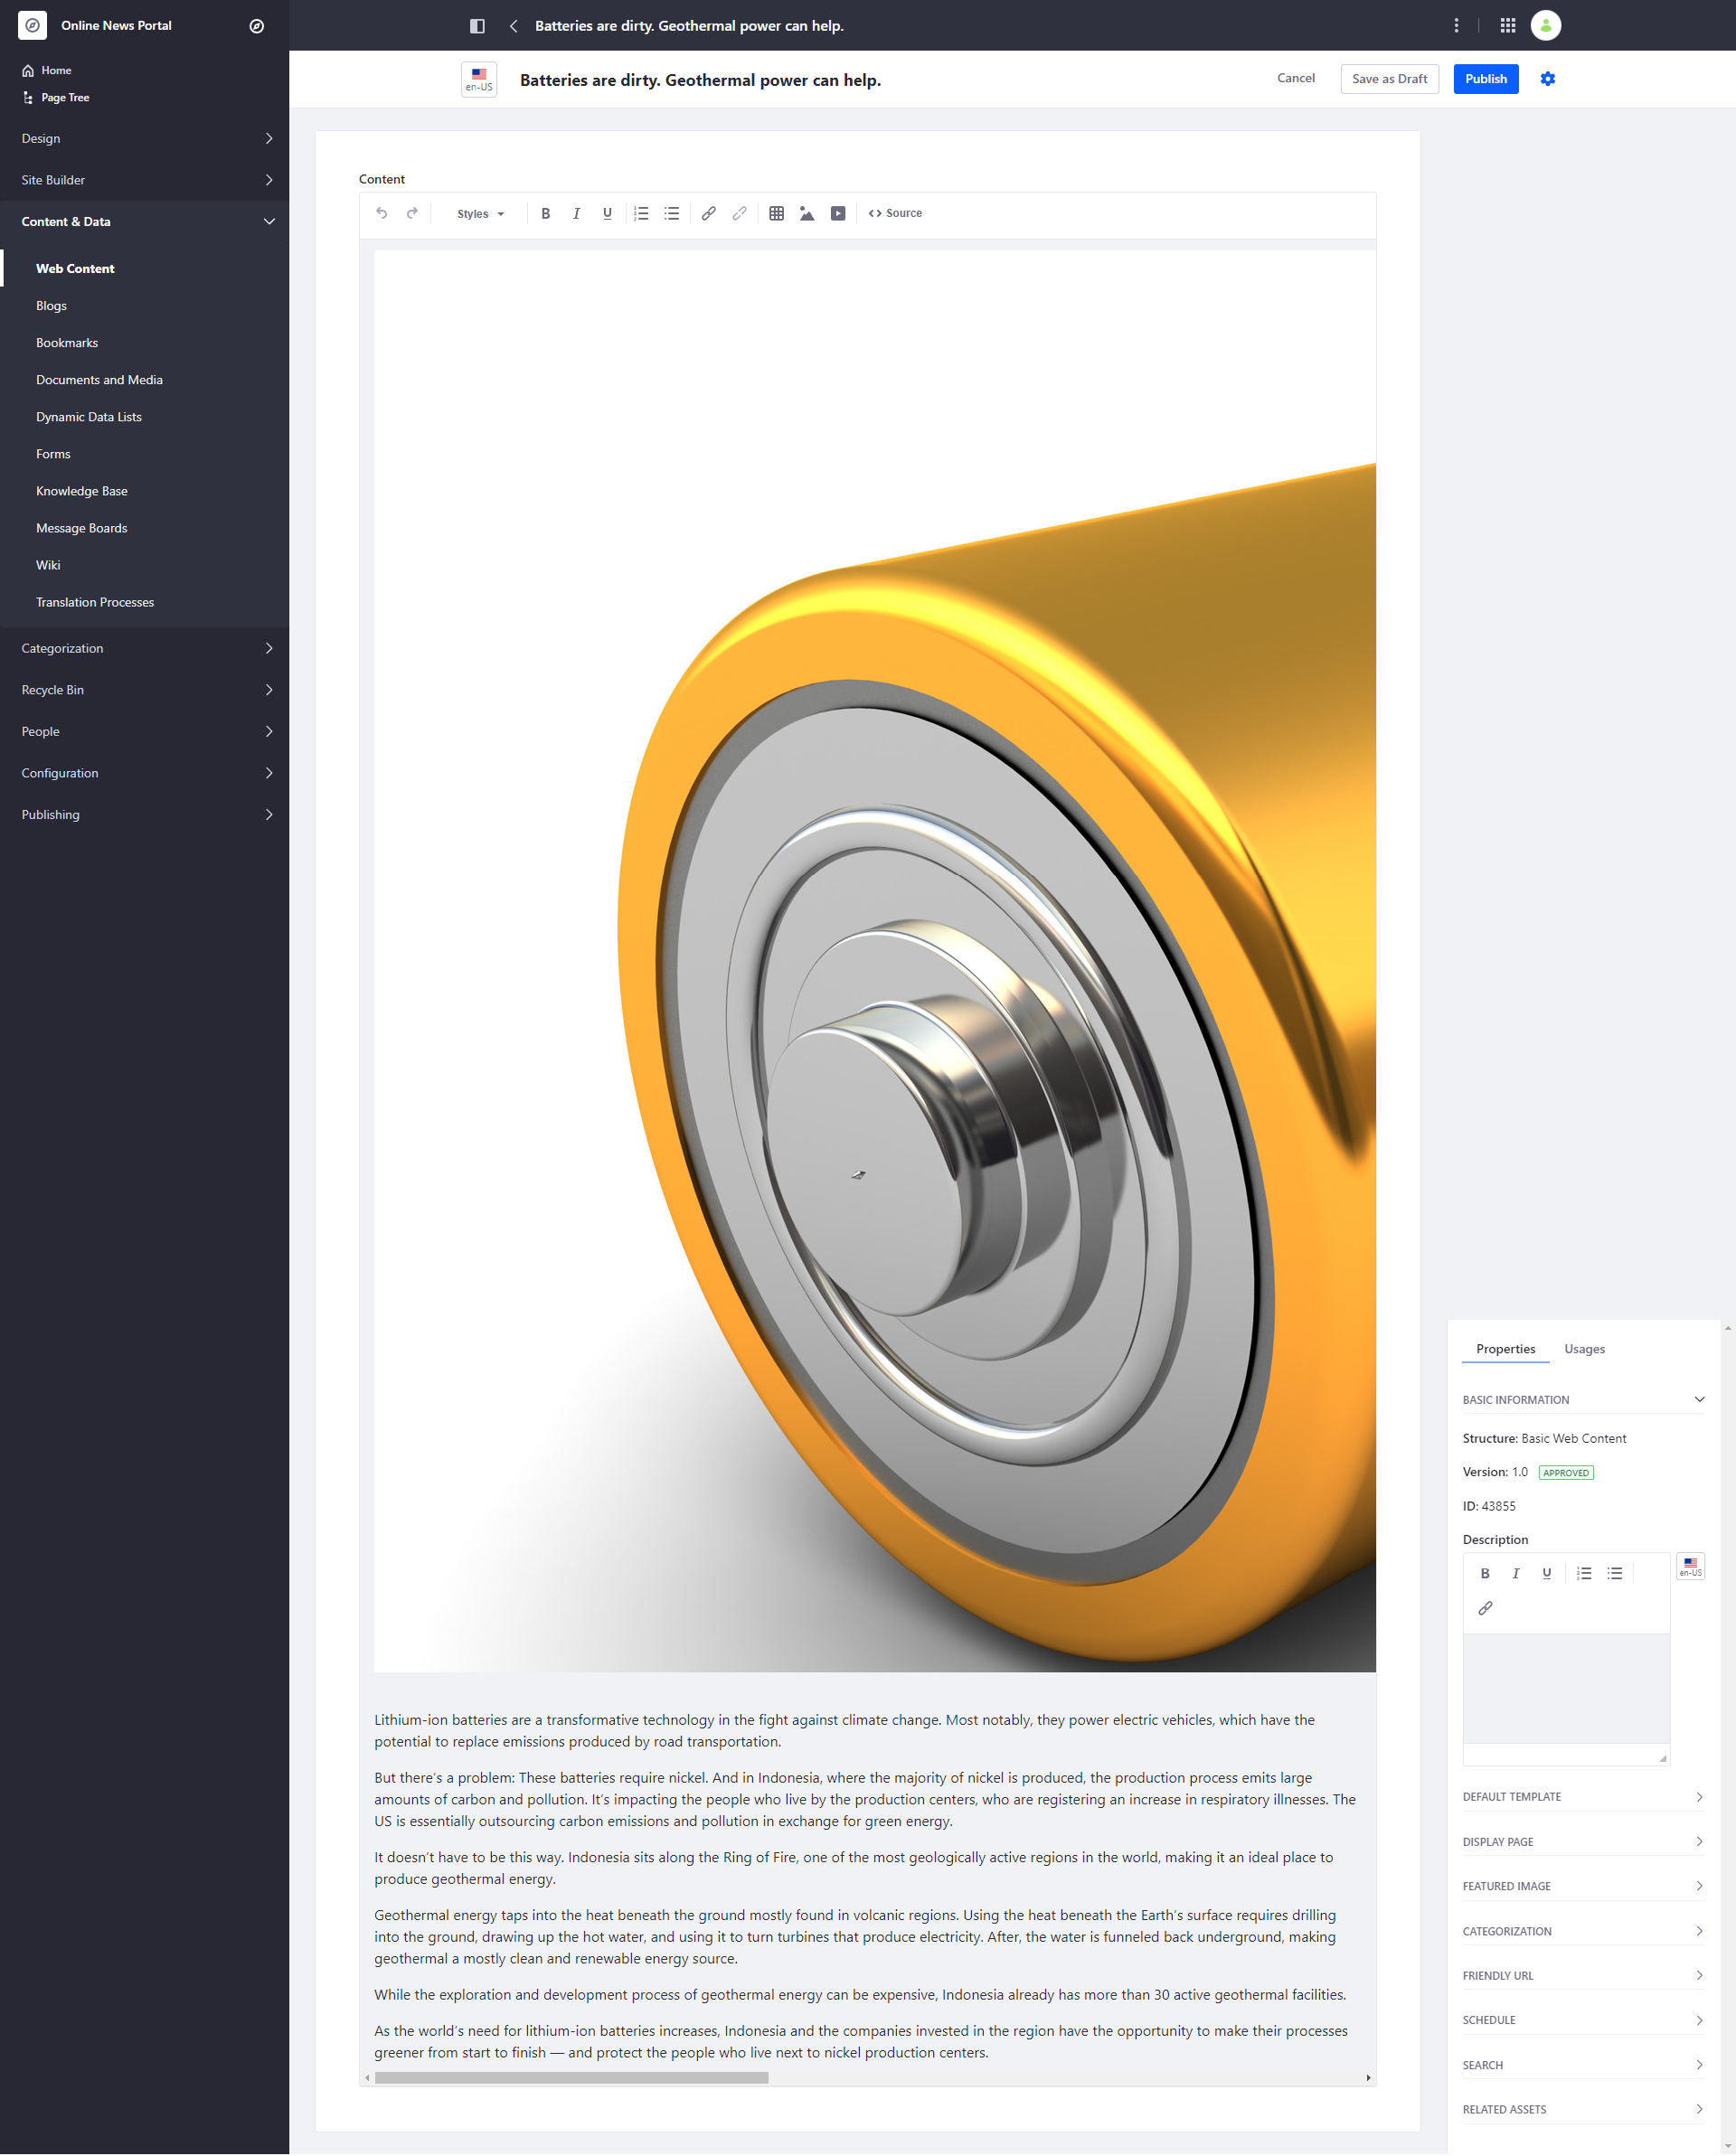 Online News Portal
Home
Page Tree
Design
Site Builder
Content & Data
Web Content
Blogs
Bookmarks
Documents and Media
Dynamic Data Lists
Forms
Knowledge Base
Message Boards
Wiki
Translation Processes
Categorization
Recycle Bin
People
Configuration
Publishing
Batteries are dirty. Geothermal power can help.
en-US
Batteries are dirty. Geothermal power can help.
Cancel
Save as Draft
Publish
Content
Styles
B I U
Source
Lithium-ion batteries are a transformative technology in the fight against climate change. Most notably, they power electric vehicles, which have the
potential to replace emissions produced by road transportation.
But there's a problem: These batteries require nickel. And in Indonesia, where the majority of nickel is produced, the production process emits large
amounts of carbon and pollution. It's impacting the people who live by the production centers, who are registering an increase in respiratory illnesses. The
US is essentially outsourcing carbon emissions and pollution in exchange for green energy.
It doesn't have to be this way. Indonesia sits along the Ring of Fire, one of the most geologically active regions in the world, making it an ideal place to
produce geothermal energy.
Geothermal energy taps into the heat beneath the ground mostly found in volcanic regions. Using the heat beneath the Earth's surface requires drilling
into the ground, drawing up the hot water, and using it to turn turbines that produce electricity. After, the water is funneled back underground, making
geothermal a mostly clean and renewable energy source.
While the exploration and development process of geothermal energy can be expensive, Indonesia already has more than 30 active geothermal facilities.
As the world's need for lithium-ion batteries increases, Indonesia and the companies invested in the region have the opportunity to make their processes
greener from start to finish — and protect the people who live next to nickel production centers.
Properties
Usages
BASIC INFORMATION
Structure: Basic Web Content
Version: 1.0 APPROVED
ID: 43855
Description
B I U
en-US
DEFAULT TEMPLATE
DISPLAY PAGE
FEATURED IMAGE
CATEGORIZATION
FRIENDLY URL
SCHEDULE
SEARCH
RELATED ASSETS